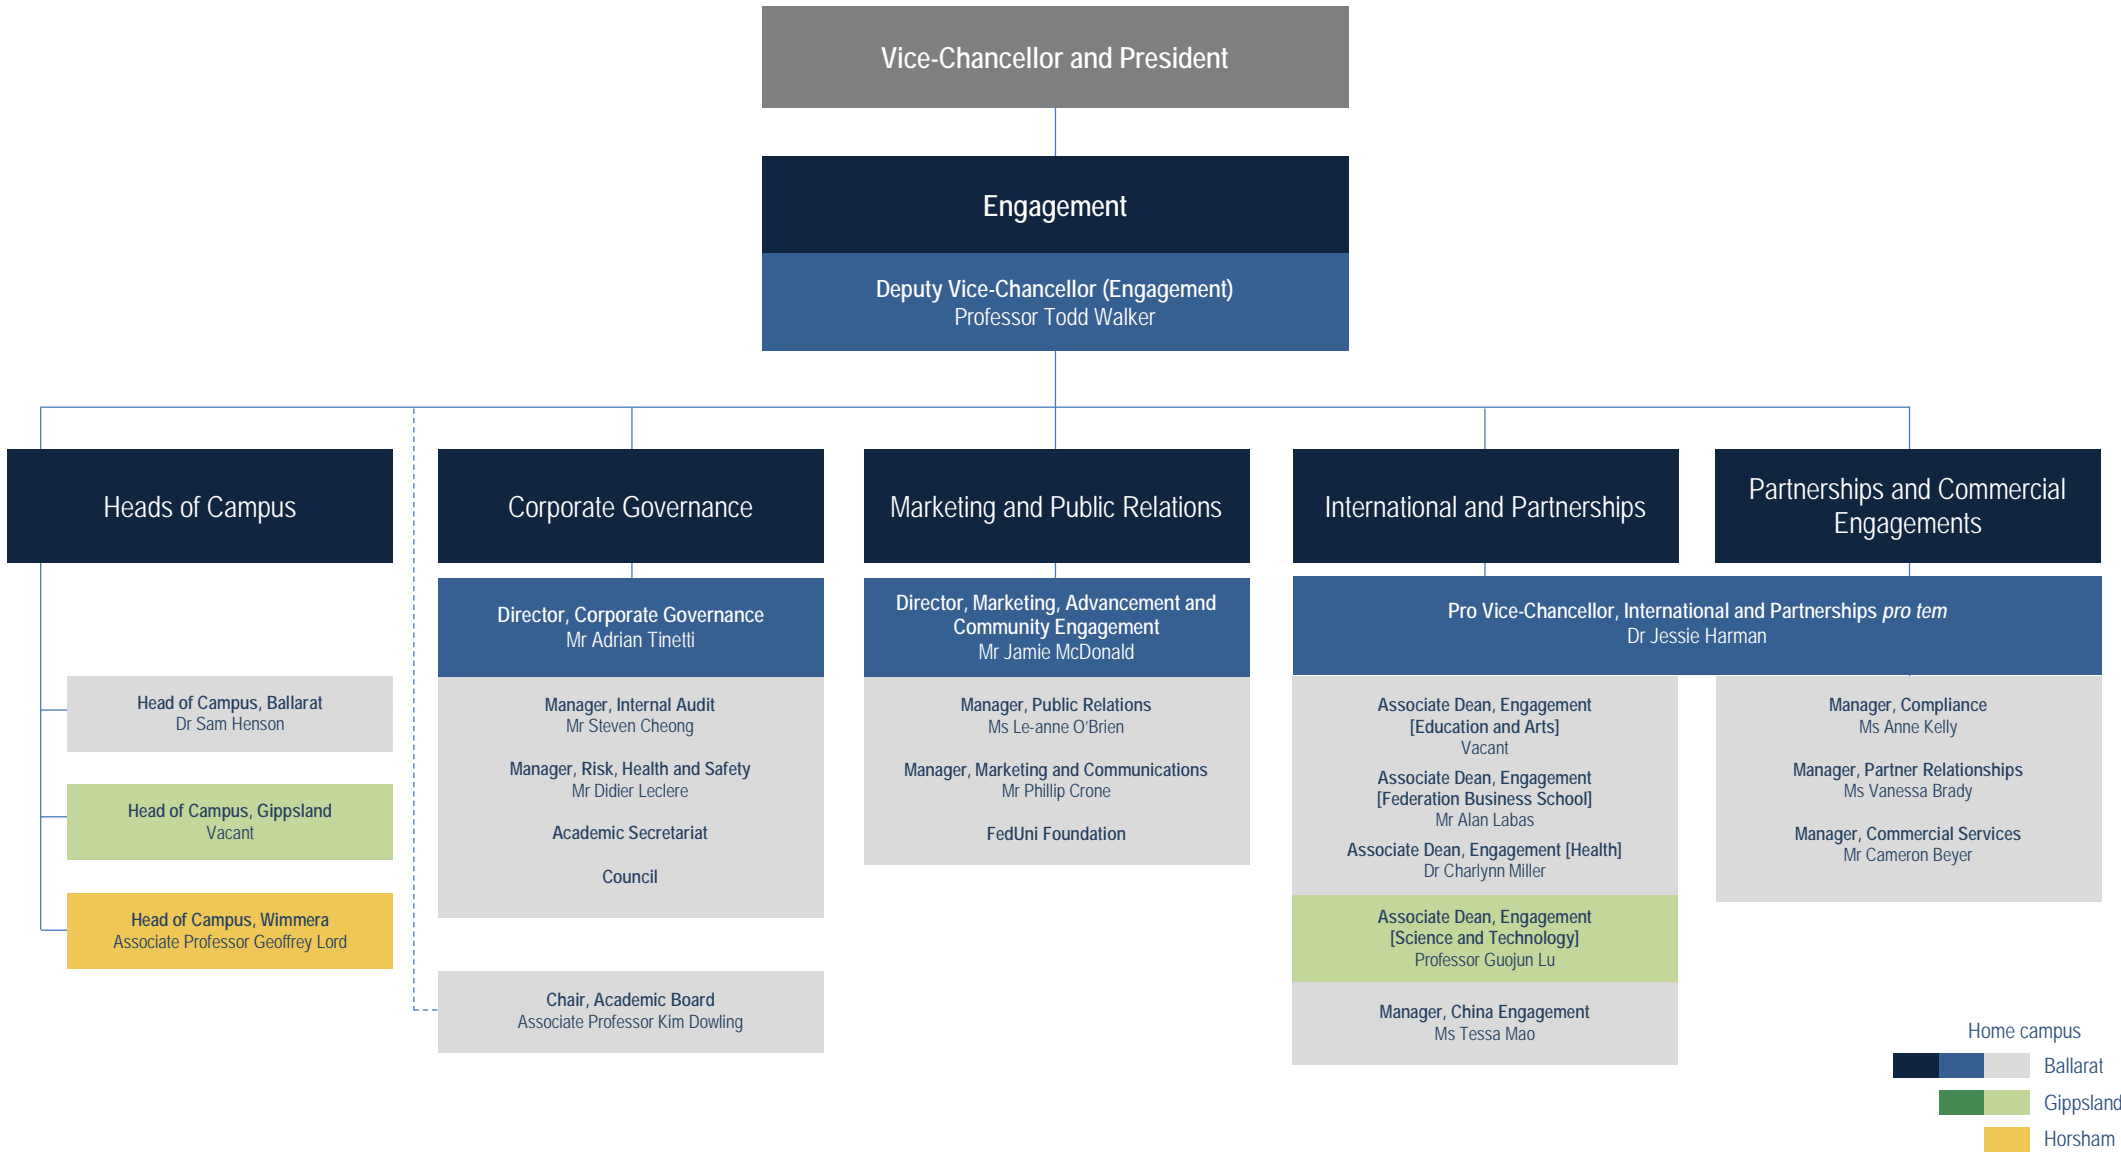 Vice-Chancellor and President
Engagement
Deputy Vice-Chancellor (Engagement)
Professor Todd Walker
Heads of Campus
Head of Campus, Ballarat
Dr Sam Henson
Head of Campus, Gippsland
Vacant
Head of Campus, Wimmera
Associate Professor Geoffrey Lord
Corporate Governance
Director, Corporate Governance
Mr Adrian Tinetti
Manager, Internal Audit
Mr Steven Cheong
Manager, Risk, Health and Safety
Mr Didier Leclere
Academic Secretariat
Council
Chair, Academic Board
Associate Professor Kim Dowling
Marketing and Public Relations
Director, Marketing, Advancement and
Community Engagement
Mr Jamie McDonald
Manager, Public Relations
Ms Le-anne O’Brien
Manager, Marketing and Communications
Mr Phillip Crone
FedUni Foundation
International and Partnerships
Partnerships and Commercial
Engagements
Pro Vice-Chancellor, International and Partnerships pro tem
Dr Jessie Harman
Associate Dean, Engagement
[Education and Arts]
Vacant
Associate Dean, Engagement
[Federation Business School]
Mr Alan Labas
Associate Dean, Engagement [Health]
Dr Charlynn Miller
Associate Dean, Engagement
[Science and Technology]
Professor Guojun Lu
Manager, China Engagement
Ms Tessa Mao
Manager, Compliance
Ms Anne Kelly
Manager, Partner Relationships
Ms Vanessa Brady
Manager, Commercial Services
Mr Cameron Beyer
Home campus
Ballarat
Gippsland
Horsham